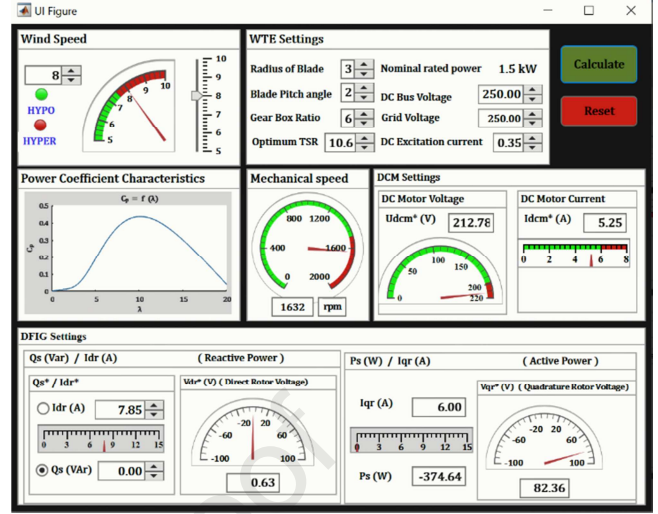 UI Figure
Wind Speed
8
HYPO
HYPER
5 6 7 8 9 10
10
9
8
7
6
5
WTE Settings
Radius of Blade 3 Nominal rated power 1.5 kW
Blade Pitch angle 2 DC Bus Voltage 250.00
Gear Box Ratio 6 Grid Voltage 250.00
Optimum TSR 10.6 DC Excitation current 0.35
Calculate
Reset
Power Coefficient Characteristics
Cₚ = f (λ)
Cₚ
0.5
0.4
0.3
0.2
0.1
0
0 5 10 15 20
λ
Mechanical speed
0 400 800 1200 1600 2000
1632 rpm
DCM Settings
DC Motor Voltage
Udcm* (V) 212.78
0 50 100 150 200 220
DC Motor Current
Idcm* (A) 5.25
0 2 4 6 8
DFIG Settings
Qs (Var) / Idr (A) ( Reactive Power )
Qs* / Idr*
Idr (A) 7.85
0 3 6 9 12 15
Qs (VAr) 0.00
Vdr* (V) ( Direct Rotor Voltage)
-100 -60 -20 20 60 100
0.63
Ps (W) / Iqr (A) ( Active Power )
Iqr (A) 6.00
0 3 6 9 12 15
Ps (W) -374.64
Vqr* (V) ( Quadrature Rotor Voltage)
-100 -60 -20 20 60 100
82.36